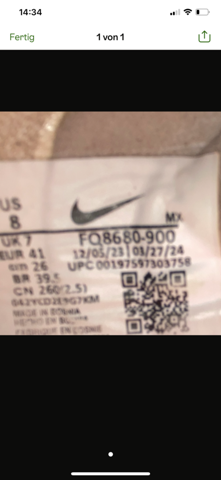 14:34
Fertig
1 von 1
MX
US
8
FQ8680-900
UK 7
12/05/23 01/27/24
EUR 41
UPC 00197597303758
cm 26
BR 39.5
CN 260(2.5)
MADE IN